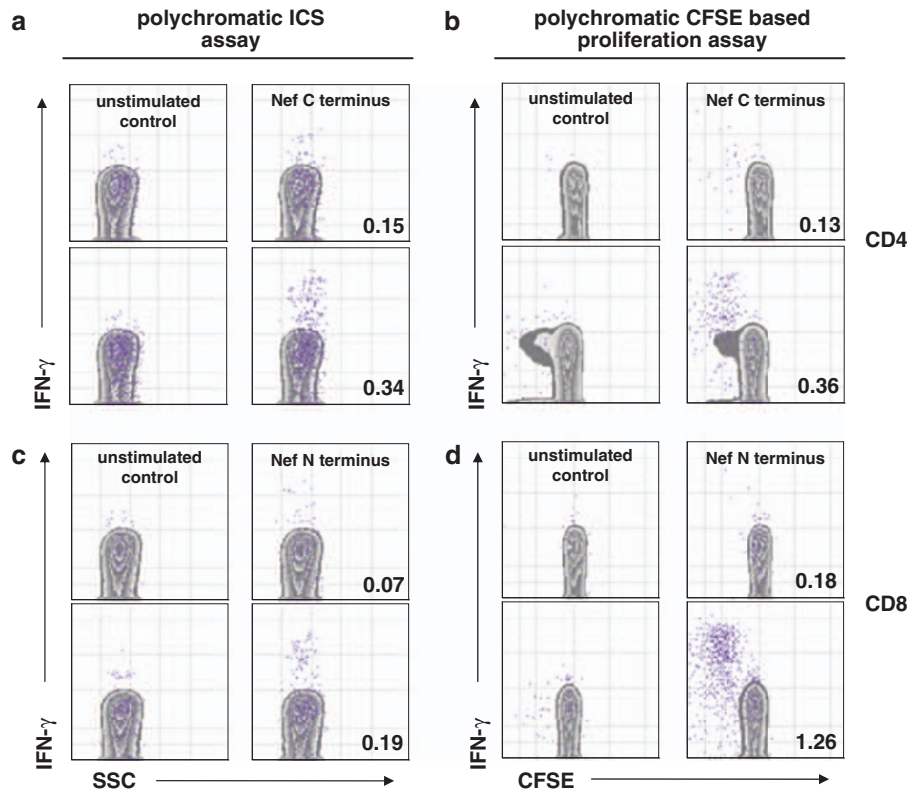 a
polychromatic ICS
assay
b
polychromatic CFSE based
proliferation assay
unstimulated
control
Nef C terminus
0.15
unstimulated
control
Nef C terminus
0.13
CD4
0.34
IFN-γ
0.36
IFN-γ
c
unstimulated
control
Nef N terminus
0.07
d
unstimulated
control
Nef N terminus
0.18
CD8
0.19
IFN-γ
1.26
IFN-γ
SSC
CFSE